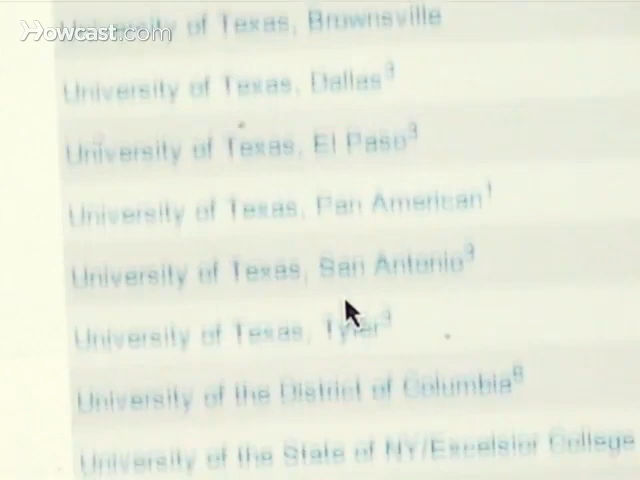 Howcast.com
University of Texas, Brownsville
University of Texas, Dallas³
University of Texas, El Paso³
University of Texas, Pan American¹
University of Texas, San Antonio³
University of Texas, Tyler³
University of the District of Columbia⁸
University of the State of NY/Excelsior College